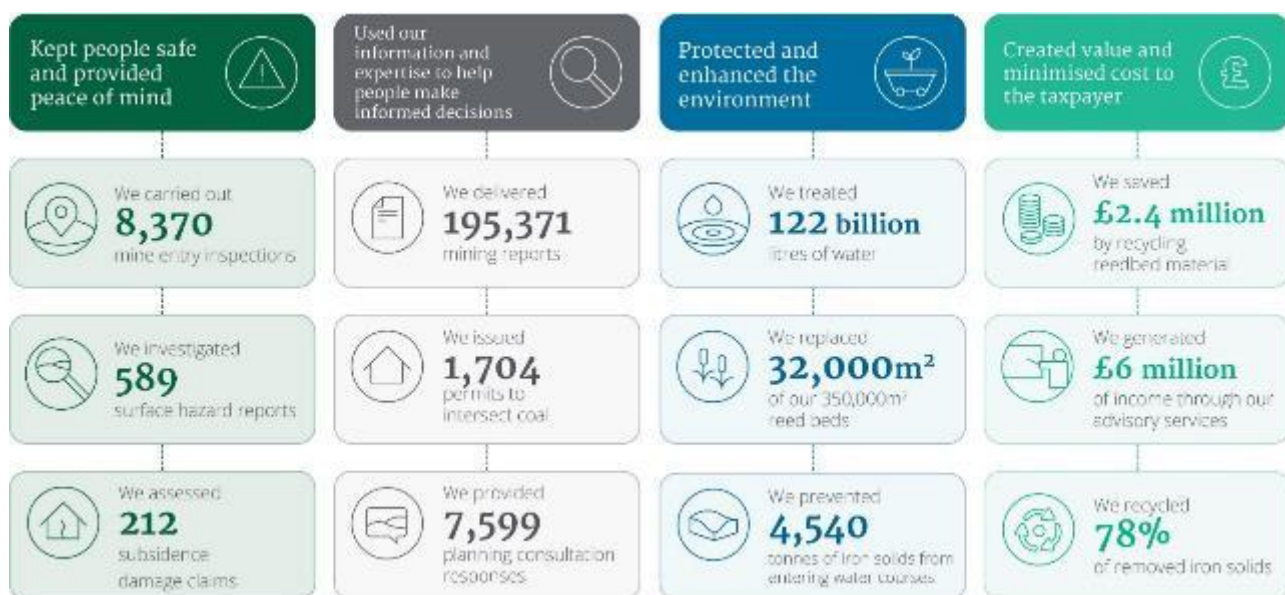 Kept people safe
and provided
peace of mind
We carried out
8,370
mine entry inspections
We investigated
589
surface hazard reports
We assessed
212
subsidence
damage claims
Used our
information and
expertise to help
people make
informed decisions
We delivered
195,371
mining reports
We issued
1,704
permits to
intersect coal
We provided
7,599
planning consultation
responses
Protected and
enhanced the
environment
We treated
122 billion
litres of water
We replaced
32,000m²
of our 350,000m²
reed beds
We prevented
4,540
tonnes of iron solids from
entering water courses
Created value and
minimised cost to
the taxpayer
£
We saved
£2.4 million
by recycling
reedbed material
We generated
£6 million
of income through our
advisory services
We recycled
78%
of removed iron solids